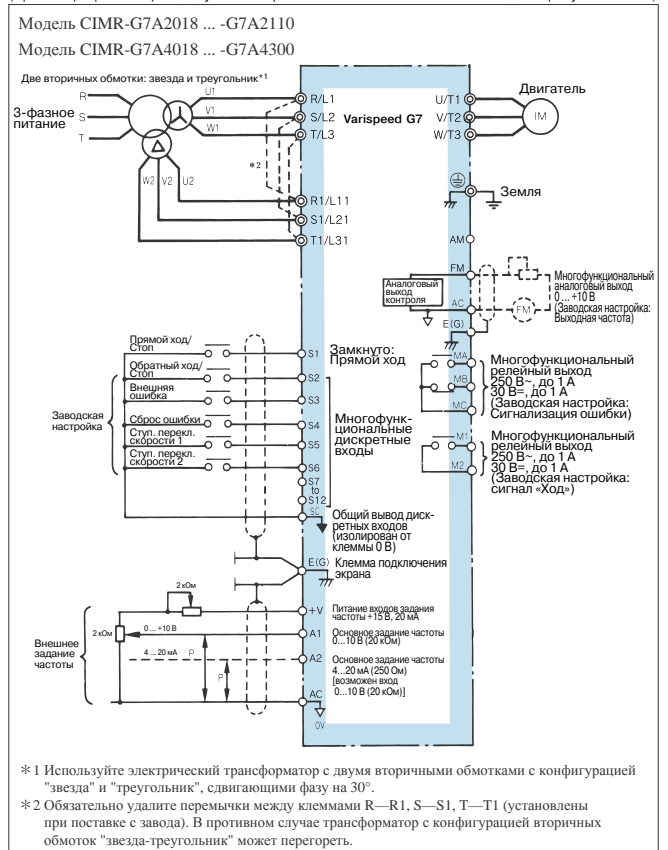 Модель CIMR-G7A2018 ... -G7A2110
Модель CIMR-G7A4018 ... -G7A4300
Две вторичных обмотки: звезда и треугольник*1
3-фазное
питание
R
S
T
U1
V1
W1
W2
V2
U2
*2
R/L1
S/L2
T/L3
R1/L11
S1/L21
T1/L31
Varispeed G7
U/T1
V/T2
W/T3
Двигатель
IM
Земля
AM
FM
AC
E(G)
Аналоговый
выход
контроля
FM
Многофункциональный
аналоговый выход
0 ... +10 В
(Заводская настройка:
Выходная частота)
MA
MB
MC
Многофункциональный
релейный выход
250 В~, до 1 А
30 В=, до 1 А
(Заводская настройка:
Сигнализация ошибки)
M1
M2
Многофункциональный
релейный выход
250 В~, до 1 А
30 В=, до 1 А
(Заводская настройка:
сигнал «Ход»)
Прямой ход/
Стоп
Обратный ход/
Стоп
Внешняя
ошибка
Сброс ошибки
Ступ. перекл.
скорости 1
Ступ. перекл.
скорости 2
Заводская
настройка
S1
S2
S3
S4
S5
S6
S7
to
S12
SC
Замкнуто:
Прямой ход
Многофунк-
циональные
дискретные
входы
Общий вывод диск-
ретных входов
(изолирован от
клеммы 0 В)
E(G)
Клемма подключения
экрана
Внешнее
задание
частоты
2 кОм
2 кОм
0 ... +10 В
4 ... 20 мА
P
P
+V
A1
A2
AC
0V
Питание входов задания
частоты +15 В, 20 мА
Основное задание частоты
0...10 В (20 кОм)
Основное задание частоты
4...20 мА (250 Ом)
[возможен вход
0...10 В (20 кОм)]
*1 Используйте электрический трансформатор с двумя вторичными обмотками с конфигурацией
"звезда" и "треугольник", сдвигающими фазу на 30°.
*2 Обязательно удалите перемычки между клеммами R—R1, S—S1, T—T1 (установлены
при поставке с завода). В противном случае трансформатор с конфигурацией вторичных
обмоток "звезда-треугольник" может перегореть.